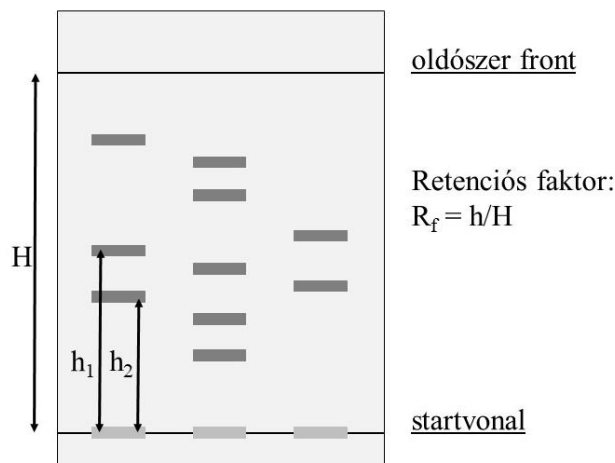 oldószer front
Retenciós faktor:
Rf = h/H
H
h1
h2
startvonal